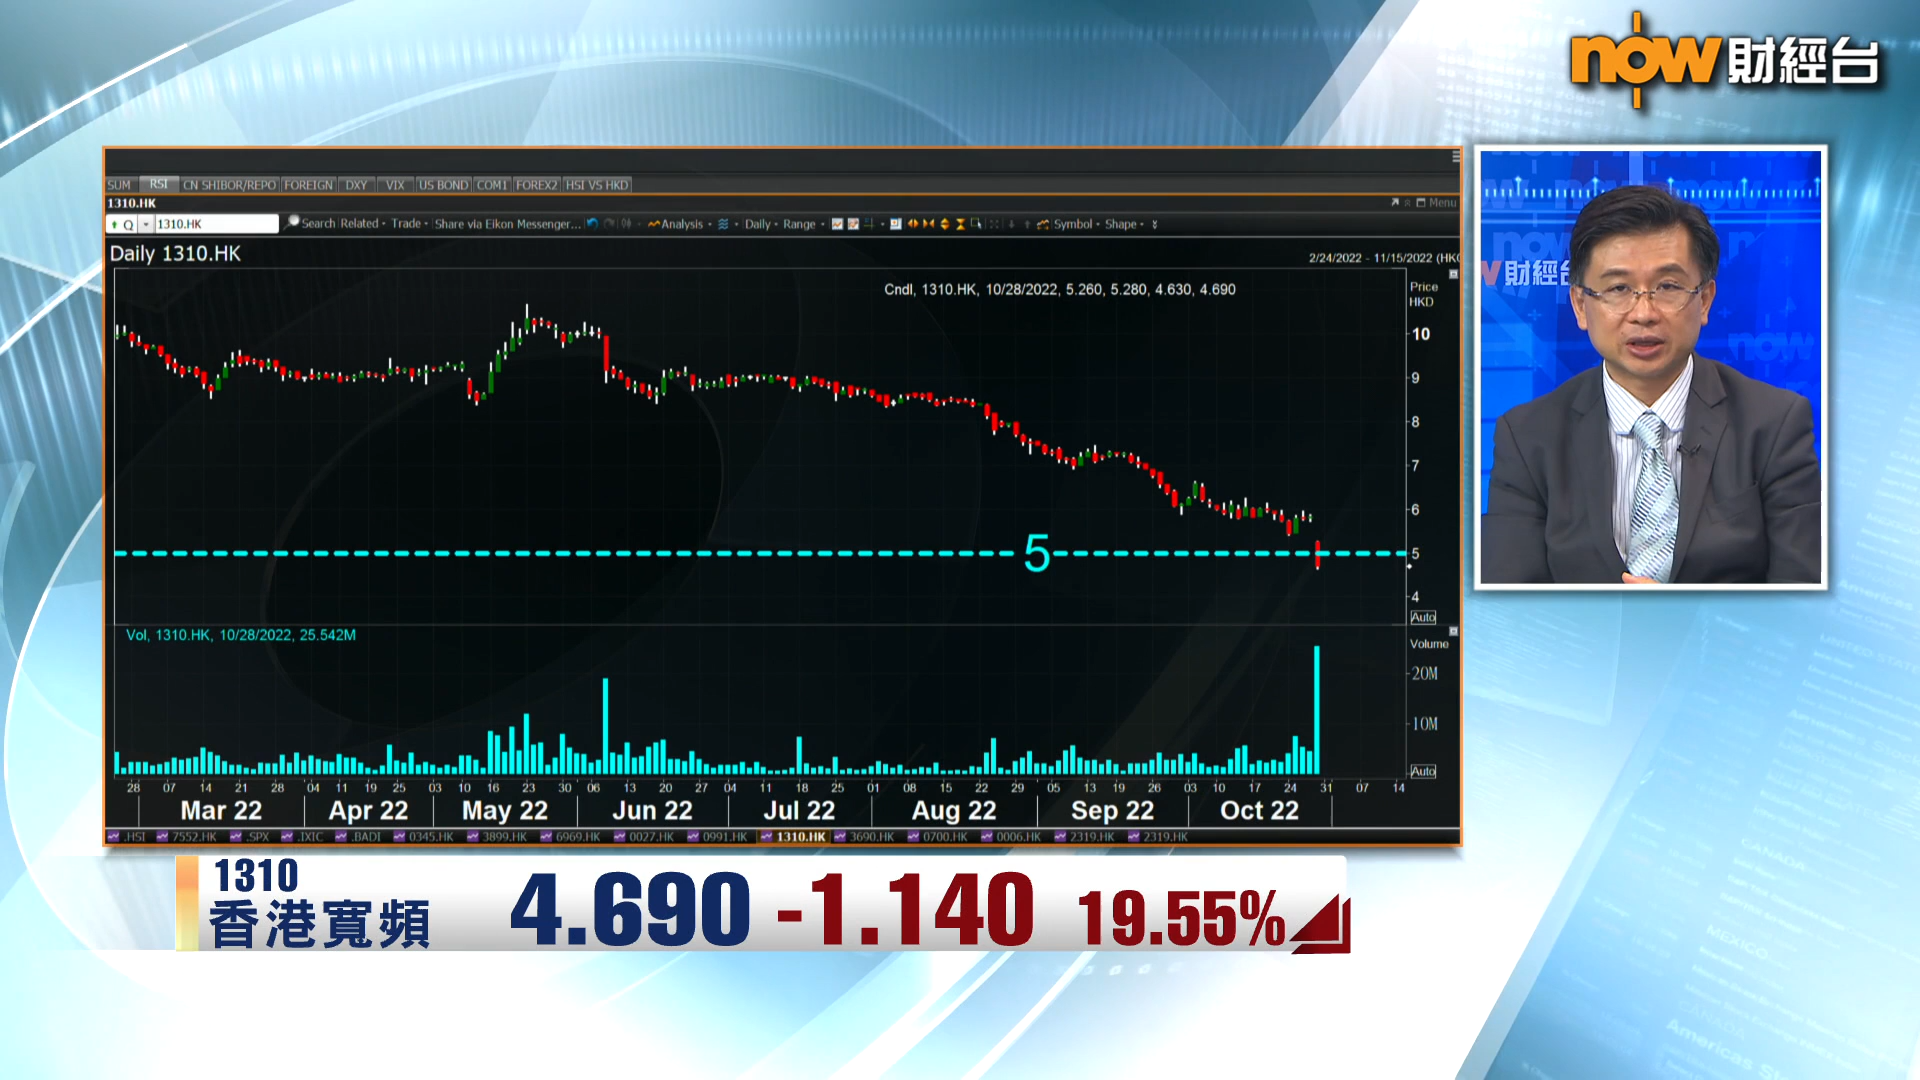 now 財經台
SUM RSI CN SHIBOR/REPO FOREIGN DXY VIX US BOND COM1 FOREX2 HSI VS HKD
1310.HK
Menu
Q 1310.HK Search Related Trade Share via Eikon Messenger... Analysis Daily Range Symbol Shape
Daily 1310.HK
2/24/2022 - 11/15/2022 (HK
Cndl, 1310.HK, 10/28/2022, 5.260, 5.280, 4.630, 4.690
Price
HKD
10
9
8
7
6
5
5
4
Auto
Vol, 1310.HK, 10/28/2022, 25.542M
Volume
20M
10M
Auto
28 07 14 21 28 04 11 19 25 03 10 16 23 30 06 13 20 27 04 11 18 25 01 08 15 22 29 05 13 19 26 03 10 17 24 31 07 14
Mar 22 Apr 22 May 22 Jun 22 Jul 22 Aug 22 Sep 22 Oct 22
.HSI 7552.HK .SPX .IXIC .BADI 0345.HK 3899.HK 6969.HK 0027.HK 0991.HK 1310.HK 3690.HK 0700.HK 0006.HK 2319.HK 2319.HK
財經台
now
1310
香港寬頻
4.690 -1.140 19.55%